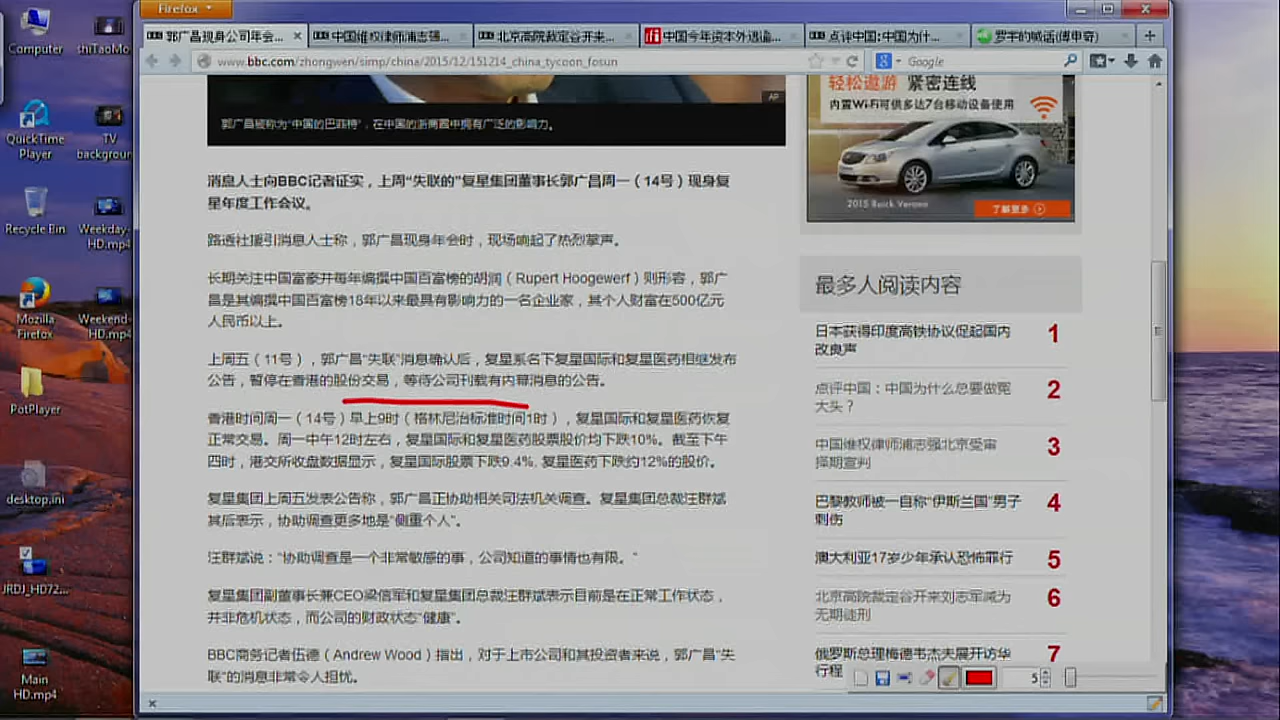 Firefox
郭广昌现身公司年会...
中国维权律师浦志强...
北京高院裁定谷开来...
中国今年资本外逃逾...
点评中国:中国为什...
罗宇的喊话(傅申奇)
www.bbc.com/zhongwen/simp/china/2015/12/151214_china_tycoon_fosun
Google
Computer
shiTaoMo
QuickTime
Player
TV
backgroun
Recycle Bin
Weekday.
HD.mp4
Mozilla
Firefox
Weekend-
HD.mp4
PotPlayer
desktop.ini
JRDJ_HD72...
Main
HD.mp4
AP
郭广昌被称为“中国的巴菲特”，在中国的浙商圈中拥有广泛的影响力。
消息人士向BBC记者证实，上周“失联的”复星集团董事长郭广昌周一（14号）现身复
星年度工作会议。
路透社援引消息人士称，郭广昌现身年会时，现场响起了热烈掌声。
长期关注中国富豪并每年编撰中国百富榜的胡润（Rupert Hoogewerf）则形容，郭广
昌是其编撰中国百富榜18年以来最具有影响力的一名企业家，其个人财富在500亿元
人民币以上。
上周五（11号），郭广昌“失联”消息确认后，复星系名下复星国际和复星医药相继发布
公告，暂停在香港的股份交易，等待公司刊载有内幕消息的公告。
香港时间周一（14号）早上9时（格林尼治标准时间1时），复星国际和复星医药恢复
正常交易。周一中午12时左右，复星国际和复星医药股票股价均下跌10%。截至下午
四时，港交所收盘数据显示，复星国际股票下跌9.4%, 复星医药下跌约12%的股价。
复星集团上周五发表公告称，郭广昌正协助相关司法机关调查。复星集团总裁汪群斌
其后表示，协助调查更多地是“侧重个人”。
汪群斌说：“协助调查是一个非常敏感的事，公司知道的事情也有限。”
复星集团副董事长兼CEO梁信军和复星集团总裁汪群斌表示目前是在正常工作状态，
并非危机状态，而公司的财政状态“健康”。
BBC商务记者伍德（Andrew Wood）指出，对于上市公司和其投资者来说，郭广昌“失
联”的消息非常令人担忧。
轻松遨游 紧密连线
内置Wi-Fi可供多达7台移动设备使用
2015 Buick Verano
了解更多
最多人阅读内容
日本获得印度高铁协议促起国内
改良声
1
点评中国：中国为什么总要做冤
大头？
2
中国维权律师浦志强北京受审
择期宣判
3
巴黎教师被一自称“伊斯兰国”男子
刺伤
4
澳大利亚17岁少年承认恐怖罪行
5
北京高院裁定谷开来刘志军减为
无期徒刑
6
俄罗斯总理梅德韦杰夫展开访华
行程
7
5